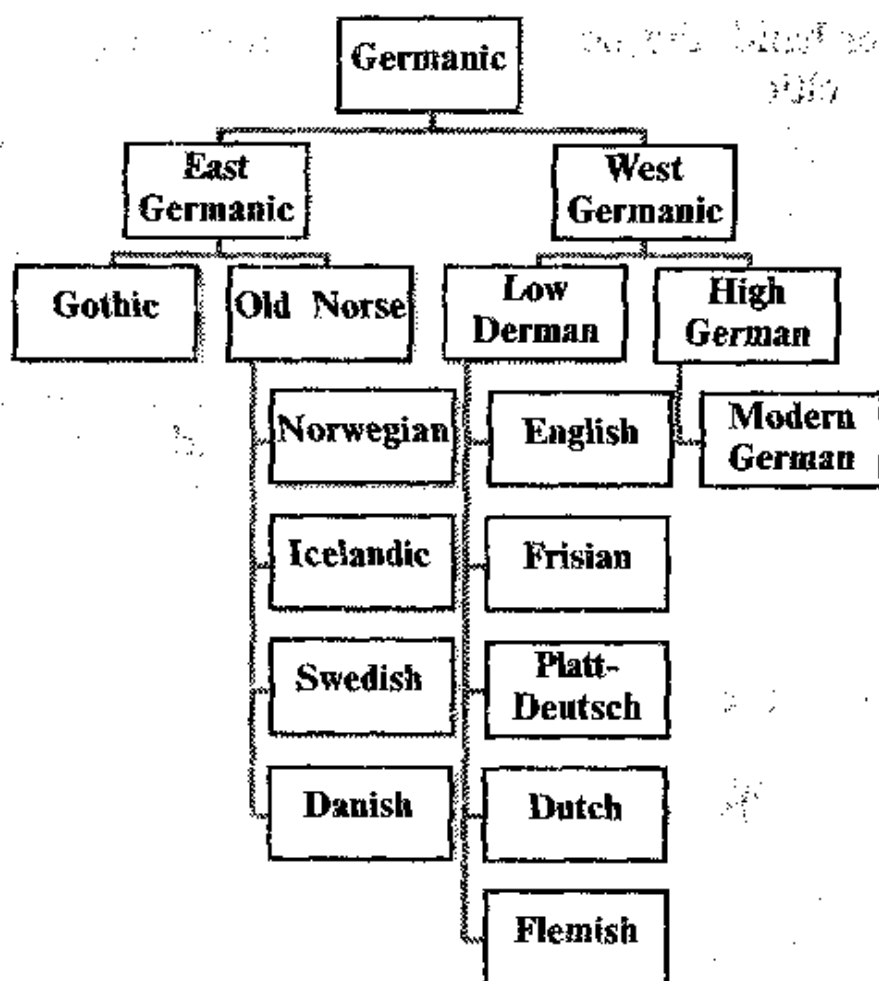 Germanic
East
Germanic
West
Germanic
Gothic
Old Norse
Low
Derman
High
German
Norwegian
English
Modern
German
Icelandic
Frisian
Swedish
Platt-
Deutsch
Danish
Dutch
Flemish